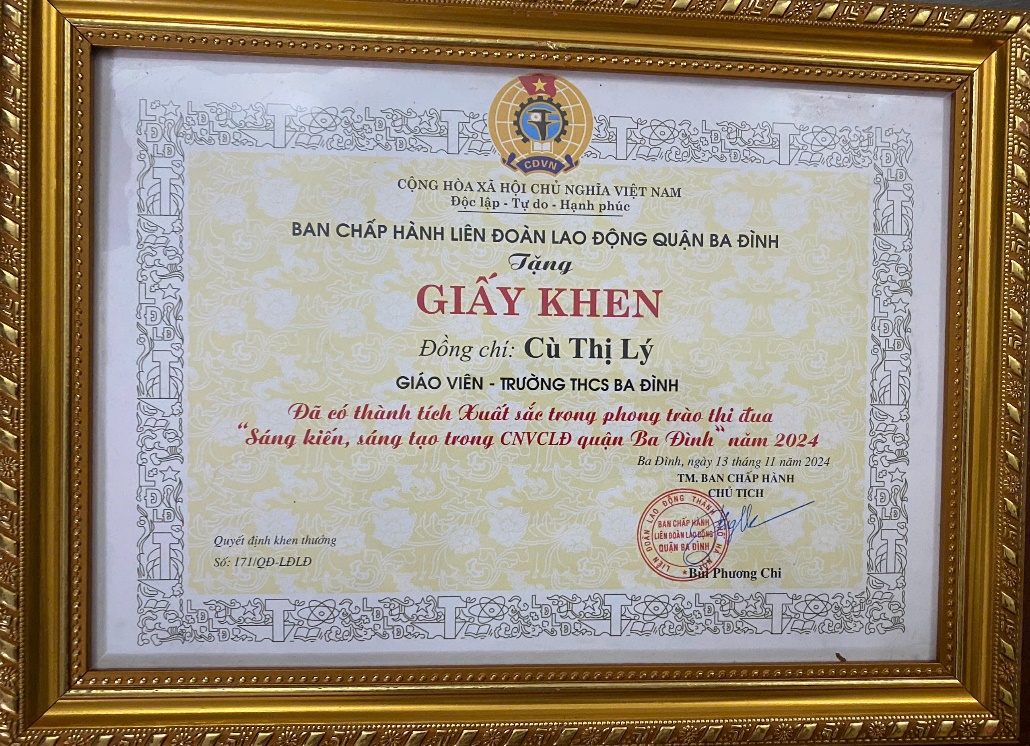 CĐVN
CỘNG HÒA XÃ HỘI CHỦ NGHĨA VIỆT NAM
Độc lập - Tự do - Hạnh phúc
BAN CHẤP HÀNH LIÊN ĐOÀN LAO ĐỘNG QUẬN BA ĐÌNH
Tặng
GIẤY KHEN
Đồng chí: Cù Thị Lý
GIÁO VIÊN - TRƯỜNG THCS BA ĐÌNH
Đã có thành tích Xuất sắc trong phong trào thi đua
“Sáng kiến, sáng tạo trong CNVCLĐ quận Ba Đình“ năm 2024
Ba Đình, ngày 13 tháng 11 năm 2024
TM. BAN CHẤP HÀNH
CHỦ TỊCH
LIÊN ĐOÀN LAO ĐỘNG THÀNH
BAN CHẤP HÀNH
LIÊN ĐOÀN LAO ĐỘNG
QUẬN BA ĐÌNH
Quyết định khen thưởng
Số: 171/QĐ-LĐLĐ
Bùi Phương Chi